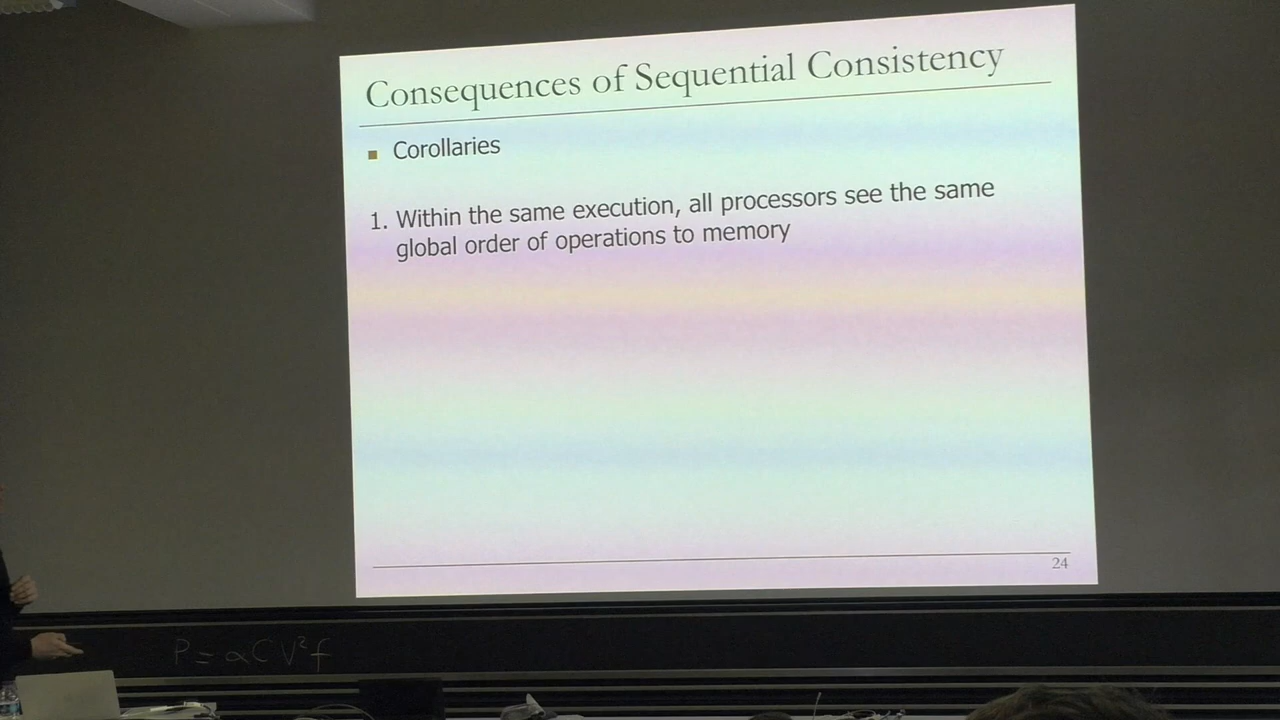 Consequences of Sequential Consistency
Corollaries
1. Within the same execution, all processors see the same
global order of operations to memory
24
P = αCV²f